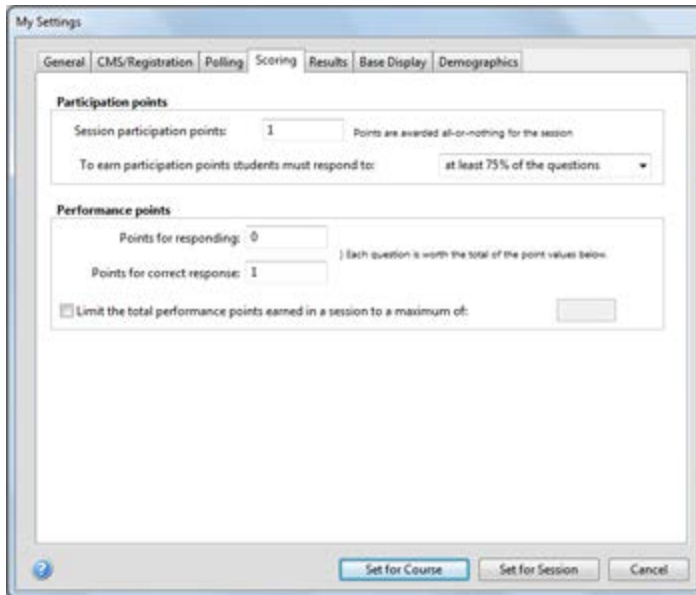 My Settings
General CMS/Registration Polling Scoring Results Base Display Demographics
Participation points
Session participation points: 1 Points are awarded all-or-nothing for the session
To earn participation points students must respond to: at least 75% of the questions
Performance points
Points for responding: 0
} Each question is worth the total of the point values below.
Points for correct response: 1
Limit the total performance points earned in a session to a maximum of:
? Set for Course Set for Session Cancel